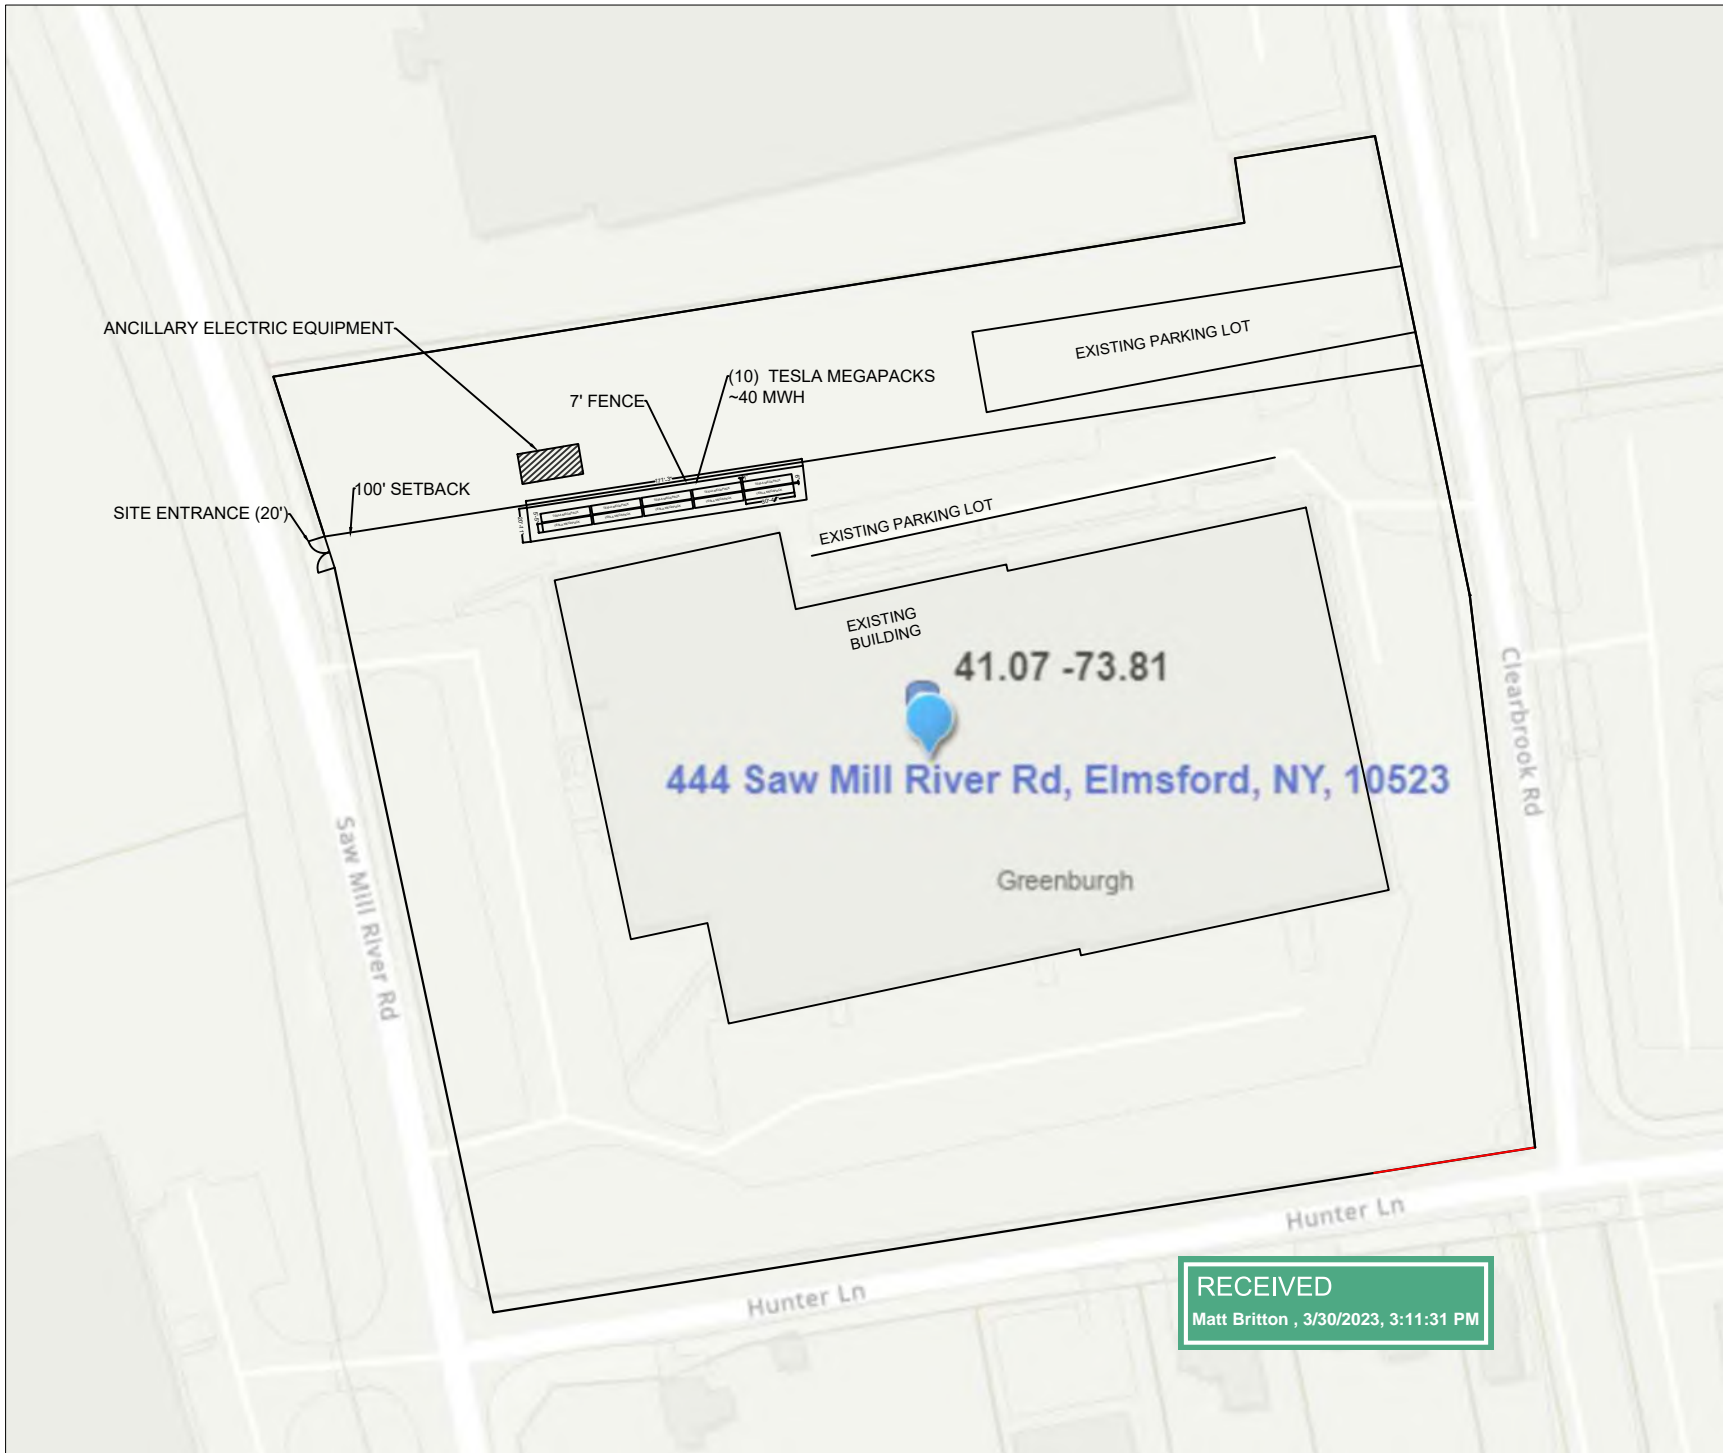 ANCILLARY ELECTRIC EQUIPMENT
EXISTING PARKING LOT
(10) TESLA MEGAPACKS
~40 MWH
7' FENCE
100' SETBACK
SITE ENTRANCE (20')
EXISTING PARKING LOT
EXISTING
BUILDING
41.07 -73.81
444 Saw Mill River Rd, Elmsford, NY, 10523
Greenburgh
Clearbrook Rd
Saw Mill River Rd
Hunter Ln
Hunter Ln
RECEIVED
Matt Britton , 3/30/2023, 3:11:31 PM